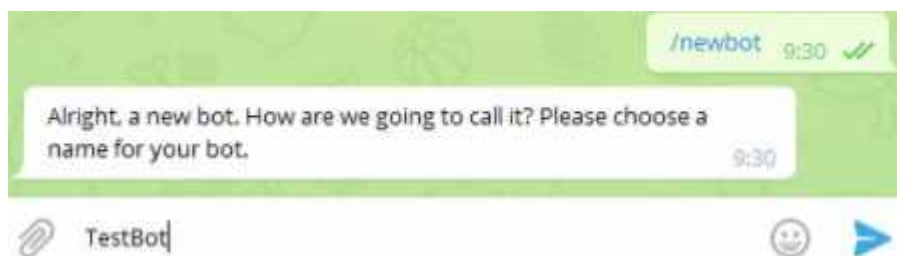 /newbot 9:30
Alright, a new bot. How are we going to call it? Please choose a
name for your bot.
9:30
TestBot